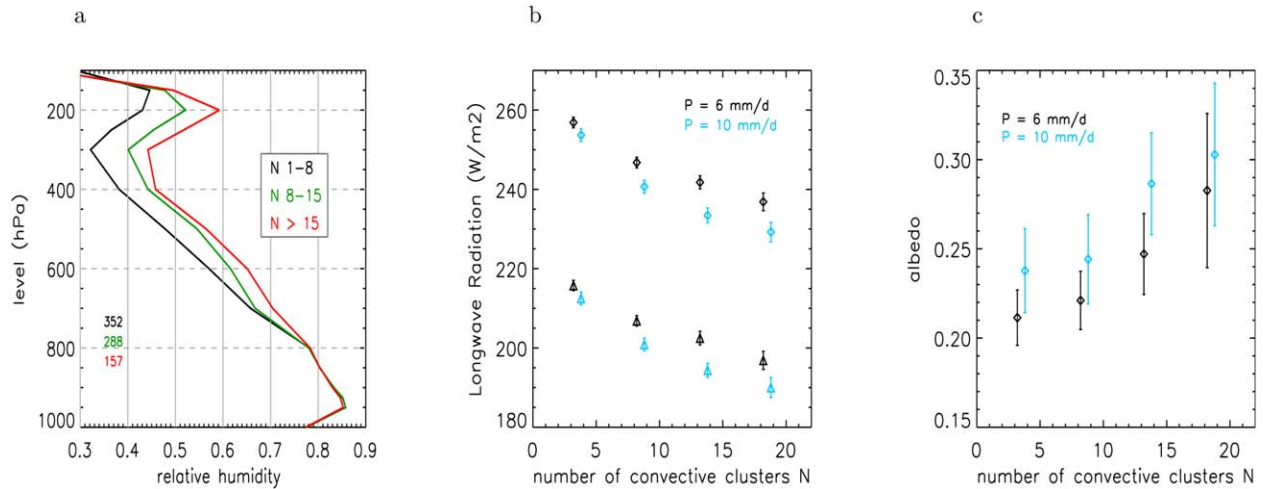 a
level (hPa)
200
400
600
800
1000
N 1-8
N 8-15
N > 15
352
288
157
0.3 0.4 0.5 0.6 0.7 0.8 0.9
relative humidity
b
Longwave Radiation (W/m2)
260
240
220
200
180
P = 6 mm/d
P = 10 mm/d
0 5 10 15 20
number of convective clusters N
c
albedo
0.35
0.30
0.25
0.20
0.15
P = 6 mm/d
P = 10 mm/d
0 5 10 15 20
number of convective clusters N